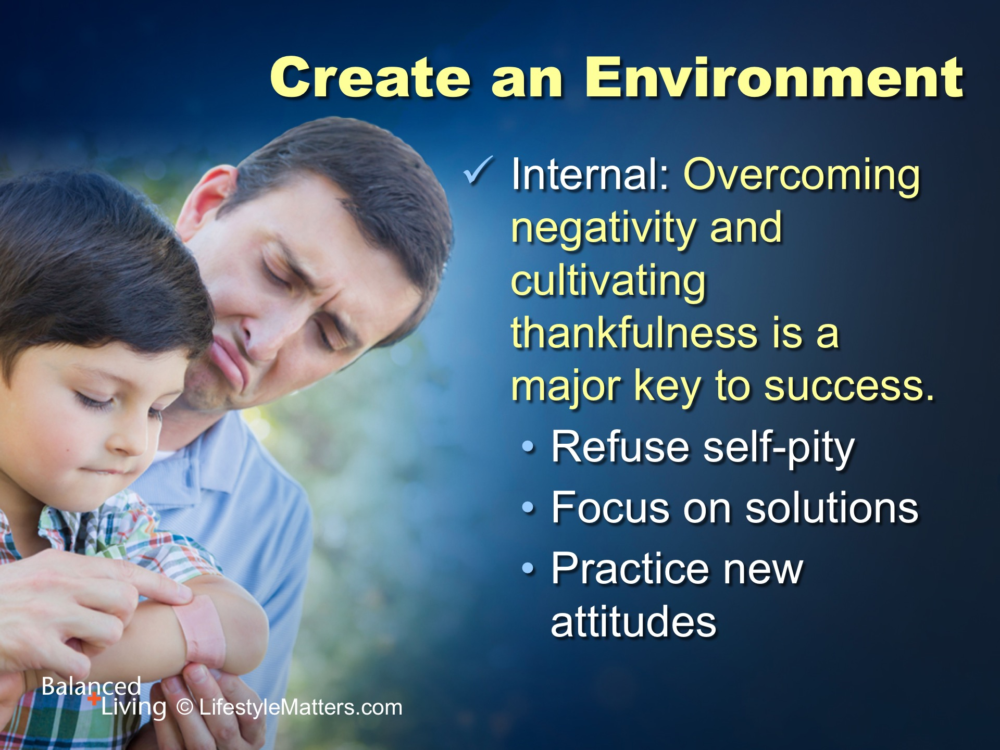 Create an Environment
✓ Internal: Overcoming
negativity and
cultivating
thankfulness is a
major key to success.
• Refuse self-pity
• Focus on solutions
• Practice new
attitudes
Balanced
Living © LifestyleMatters.com